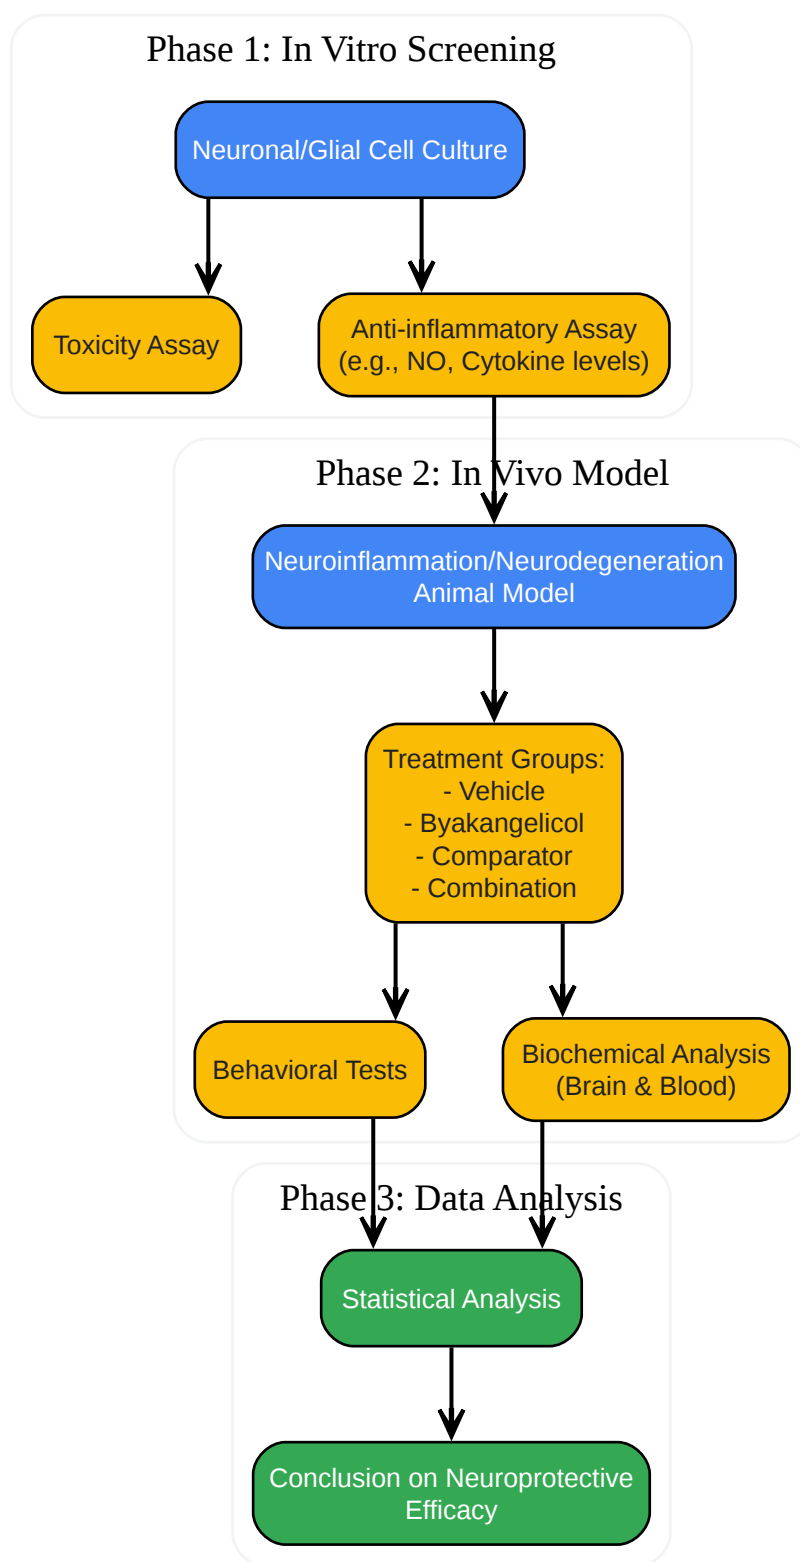 Phase 1: In Vitro Screening
Neuronal/Glial Cell Culture
Toxicity Assay
Anti-inflammatory Assay
(e.g., NO, Cytokine levels)
Phase 2: In Vivo Model
Neuroinflammation/Neurodegeneration
Animal Model
Treatment Groups:
- Vehicle
- Byakangelicol
- Comparator
- Combination
Behavioral Tests
Biochemical Analysis
(Brain & Blood)
Phase 3: Data Analysis
Statistical Analysis
Conclusion on Neuroprotective
Efficacy